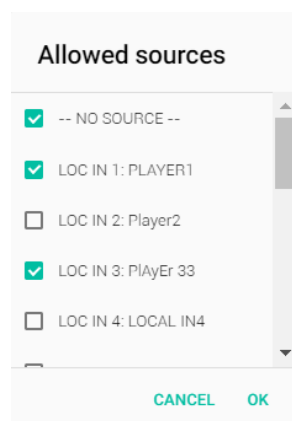 Allowed sources
-- NO SOURCE --
LOC IN 1: PLAYER1
LOC IN 2: Player2
LOC IN 3: PlAyEr 33
LOC IN 4: LOCAL IN4
CANCEL OK